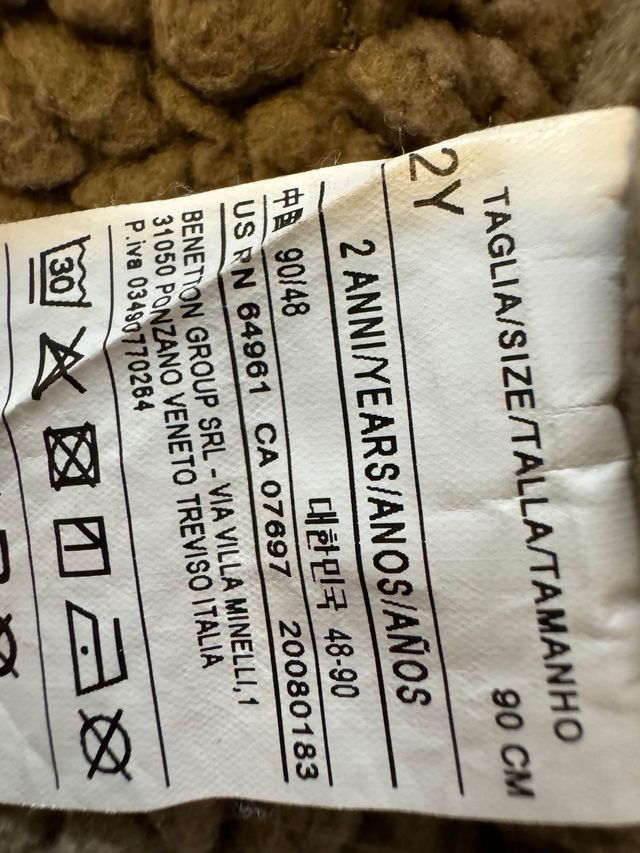 TAGLIA/SIZE/TALLA/TAMANHO
2Y 90 CM
2 ANNI/YEARS/ANOS/AÑOS
中国 90/48 대한민국 48-90
US RN 64961 CA 07697 20080183
BENETTON GROUP SRL - VIA VILLA MINELLI,1
31050 PONZANO VENETO TREVISO ITALIA
P.iva 03490770264
30